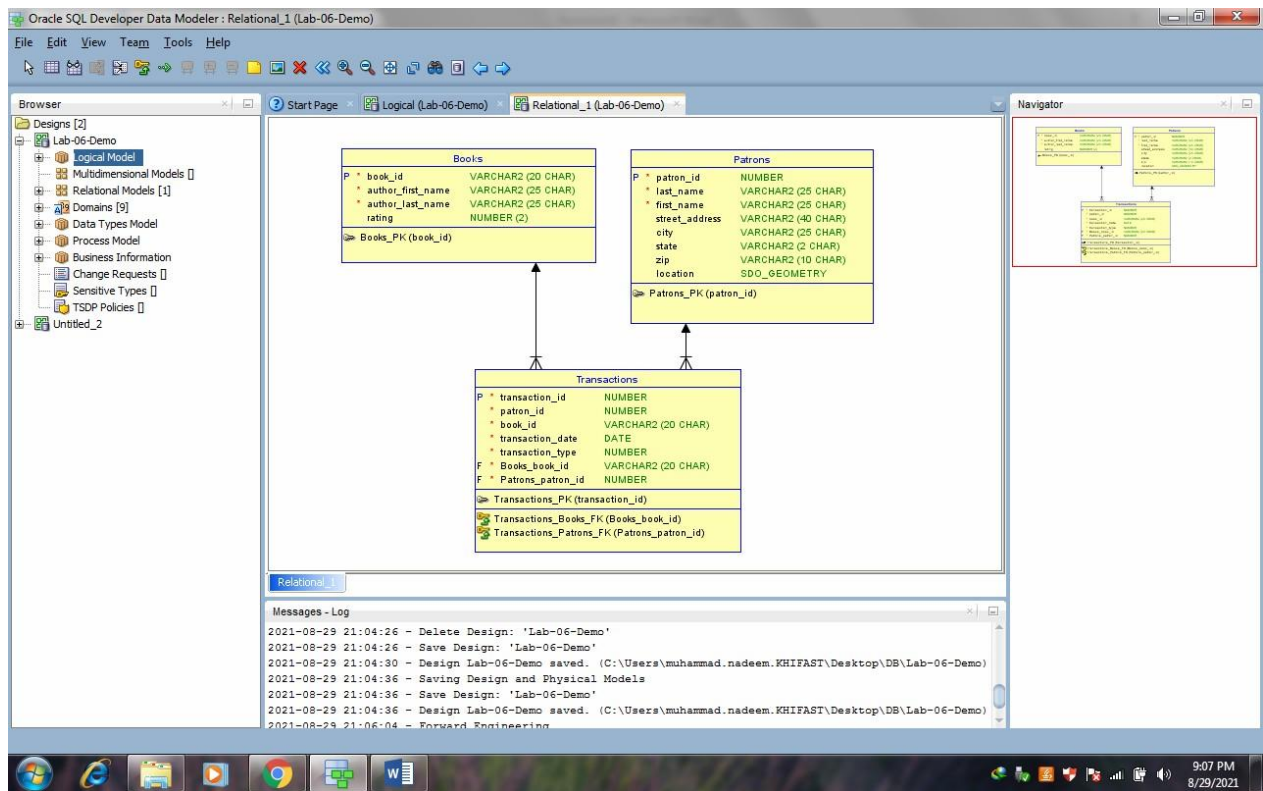 Oracle SQL Developer Data Modeler : Relational_1 (Lab-06-Demo)
File Edit View Team Tools Help
Browser
Designs [2]
Lab-06-Demo
Logical Model
Multidimensional Models []
Relational Models [1]
Domains [9]
Data Types Model
Process Model
Business Information
Change Requests []
Sensitive Types []
TSDP Policies []
Untitled_2
Start Page
Logical (Lab-06-Demo)
Relational_1 (Lab-06-Demo)
Books
P * book_id VARCHAR2 (20 CHAR)
* author_first_name VARCHAR2 (25 CHAR)
* author_last_name VARCHAR2 (25 CHAR)
rating NUMBER (2)
Books_PK (book_id)
Patrons
P * patron_id NUMBER
* last_name VARCHAR2 (25 CHAR)
* first_name VARCHAR2 (25 CHAR)
street_address VARCHAR2 (40 CHAR)
city VARCHAR2 (25 CHAR)
state VARCHAR2 (2 CHAR)
zip VARCHAR2 (10 CHAR)
location SDO_GEOMETRY
Patrons_PK (patron_id)
Transactions
P * transaction_id NUMBER
* patron_id NUMBER
* book_id VARCHAR2 (20 CHAR)
* transaction_date DATE
* transaction_type NUMBER
F * Books_book_id VARCHAR2 (20 CHAR)
F * Patrons_patron_id NUMBER
Transactions_PK (transaction_id)
Transactions_Books_FK (Books_book_id)
Transactions_Patrons_FK (Patrons_patron_id)
Relational_1
Messages - Log
2021-08-29 21:04:26 - Delete Design: 'Lab-06-Demo'
2021-08-29 21:04:26 - Save Design: 'Lab-06-Demo'
2021-08-29 21:04:30 - Design Lab-06-Demo saved. (C:\Users\muhammad.nadeem.KHIFAST\Desktop\DB\Lab-06-Demo)
2021-08-29 21:04:36 - Saving Design and Physical Models
2021-08-29 21:04:36 - Save Design: 'Lab-06-Demo'
2021-08-29 21:04:36 - Design Lab-06-Demo saved. (C:\Users\muhammad.nadeem.KHIFAST\Desktop\DB\Lab-06-Demo)
2021-08-29 21:06:04 - Forward Engineering
Navigator
Books
Patrons
Transactions
9:07 PM
8/29/2021